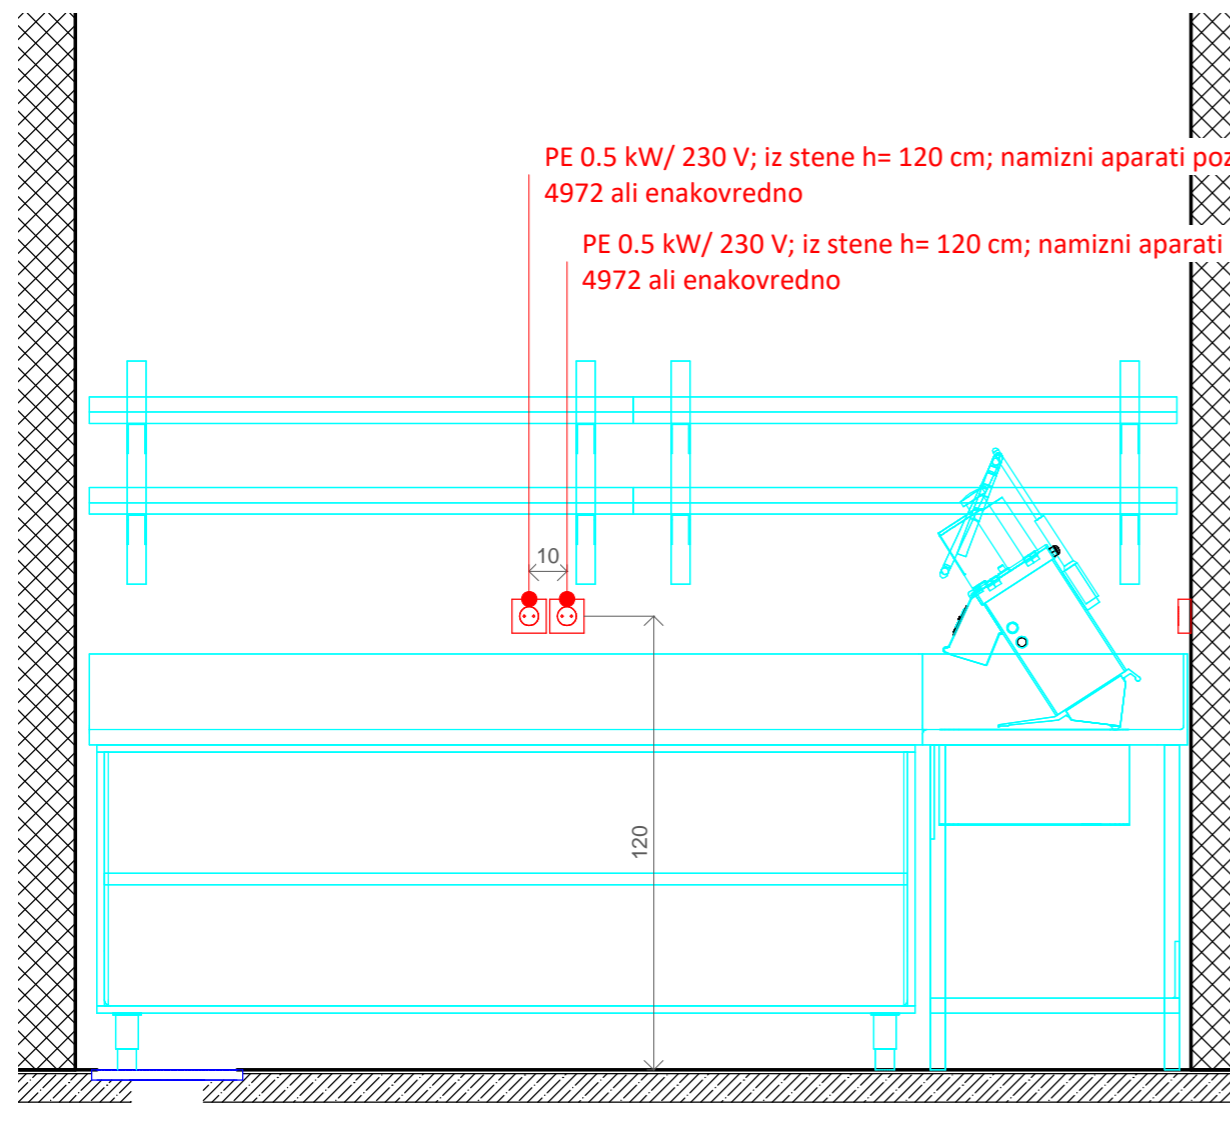 PE 0.5 kW/ 230 V; iz stene h= 120 cm; namizni aparati poz
4972 ali enakovredno
PE 0.5 kW/ 230 V; iz stene h= 120 cm; namizni aparati
4972 ali enakovredno
10
120